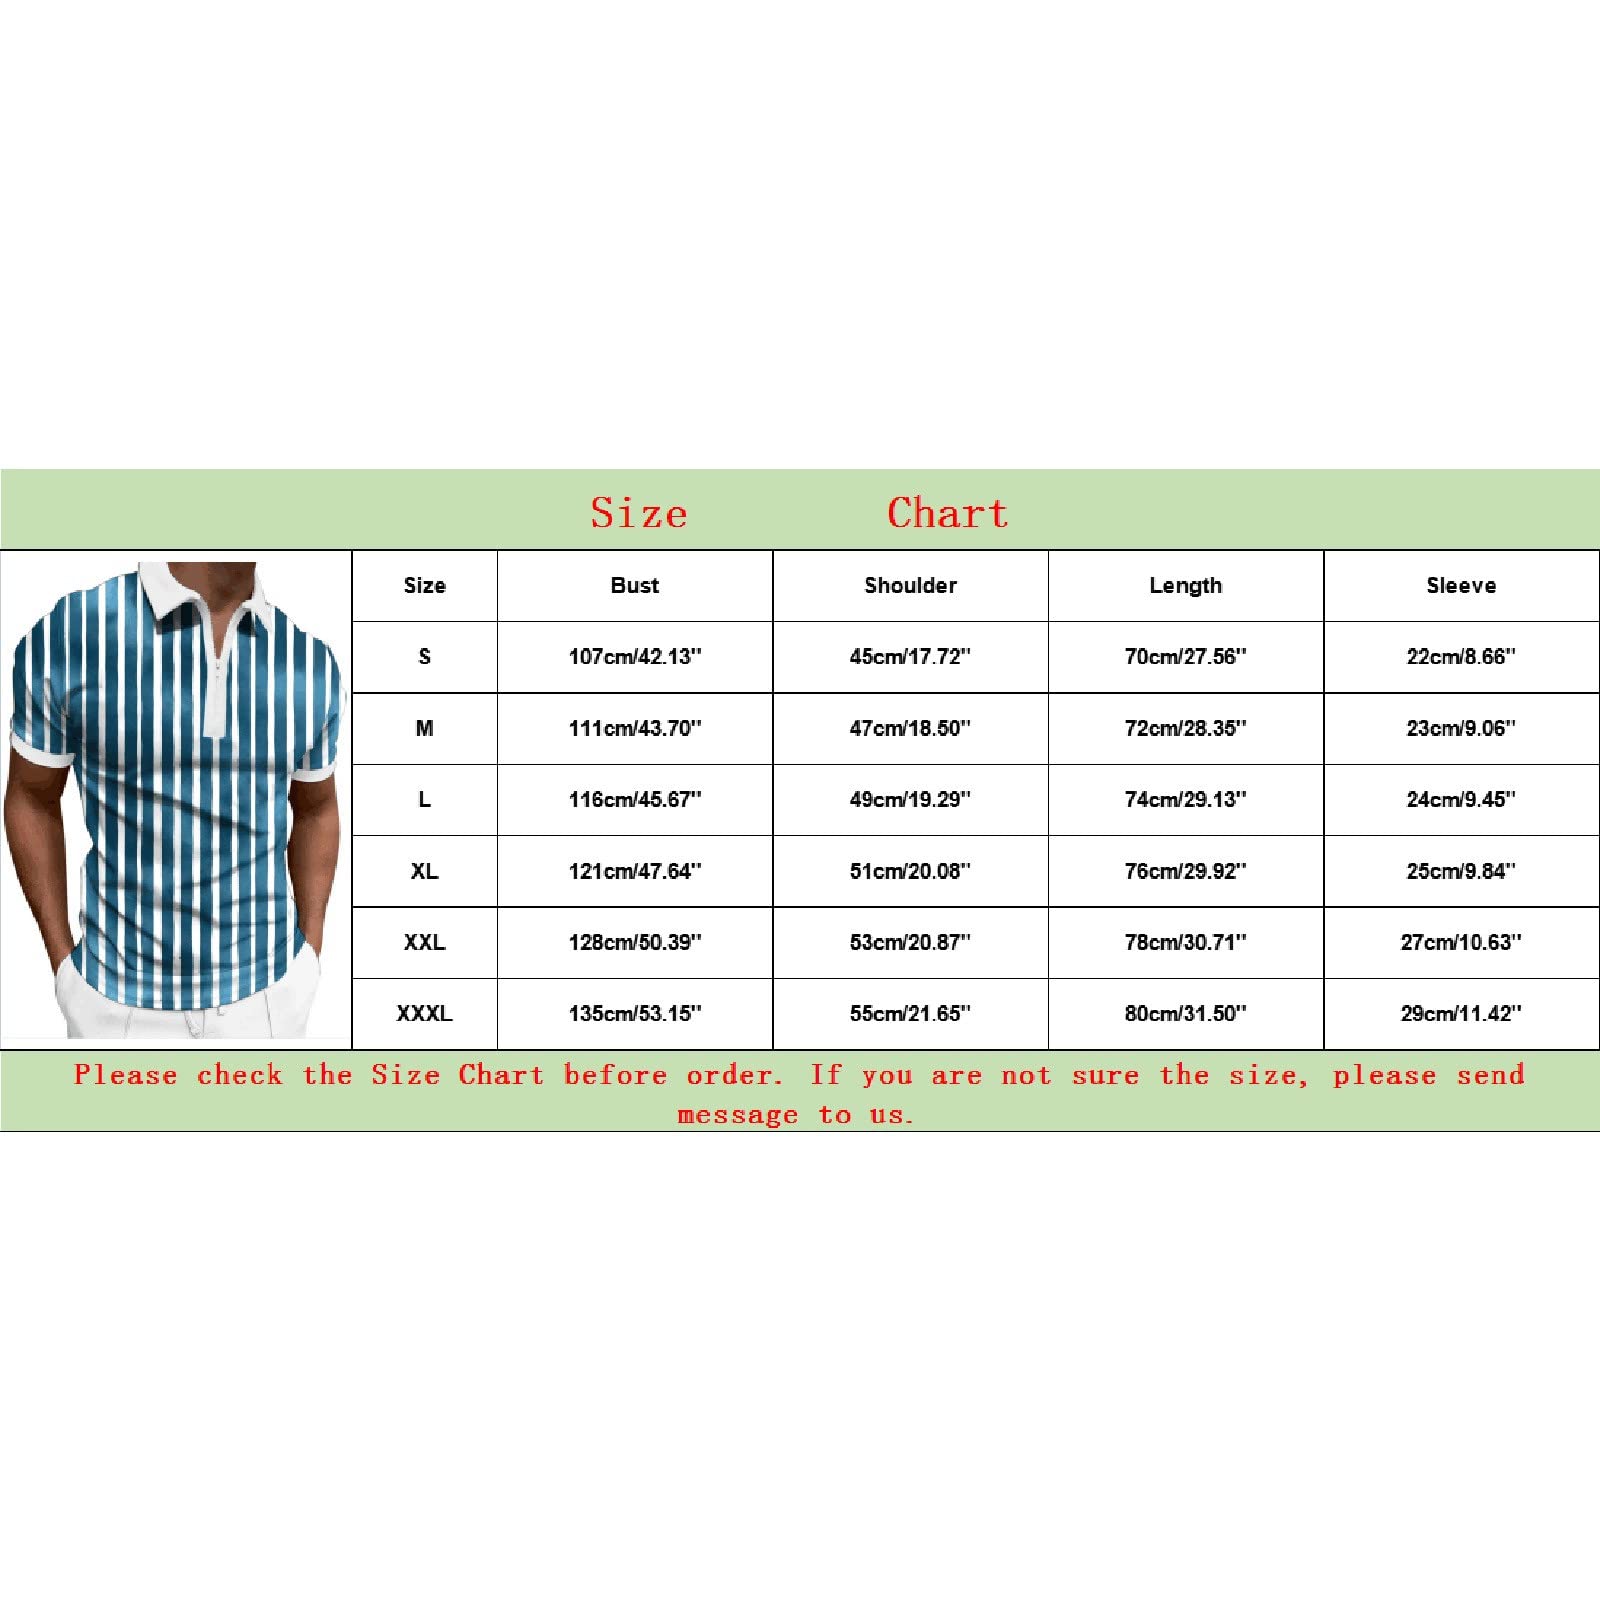 Size Chart
Size Bust Shoulder Length Sleeve
S 107cm/42.13" 45cm/17.72" 70cm/27.56" 22cm/8.66"
M 111cm/43.70" 47cm/18.50" 72cm/28.35" 23cm/9.06"
L 116cm/45.67" 49cm/19.29" 74cm/29.13" 24cm/9.45"
XL 121cm/47.64" 51cm/20.08" 76cm/29.92" 25cm/9.84"
XXL 128cm/50.39" 53cm/20.87" 78cm/30.71" 27cm/10.63"
XXXL 135cm/53.15" 55cm/21.65" 80cm/31.50" 29cm/11.42"
Please check the Size Chart before order. If you are not sure the size, please send
message to us.